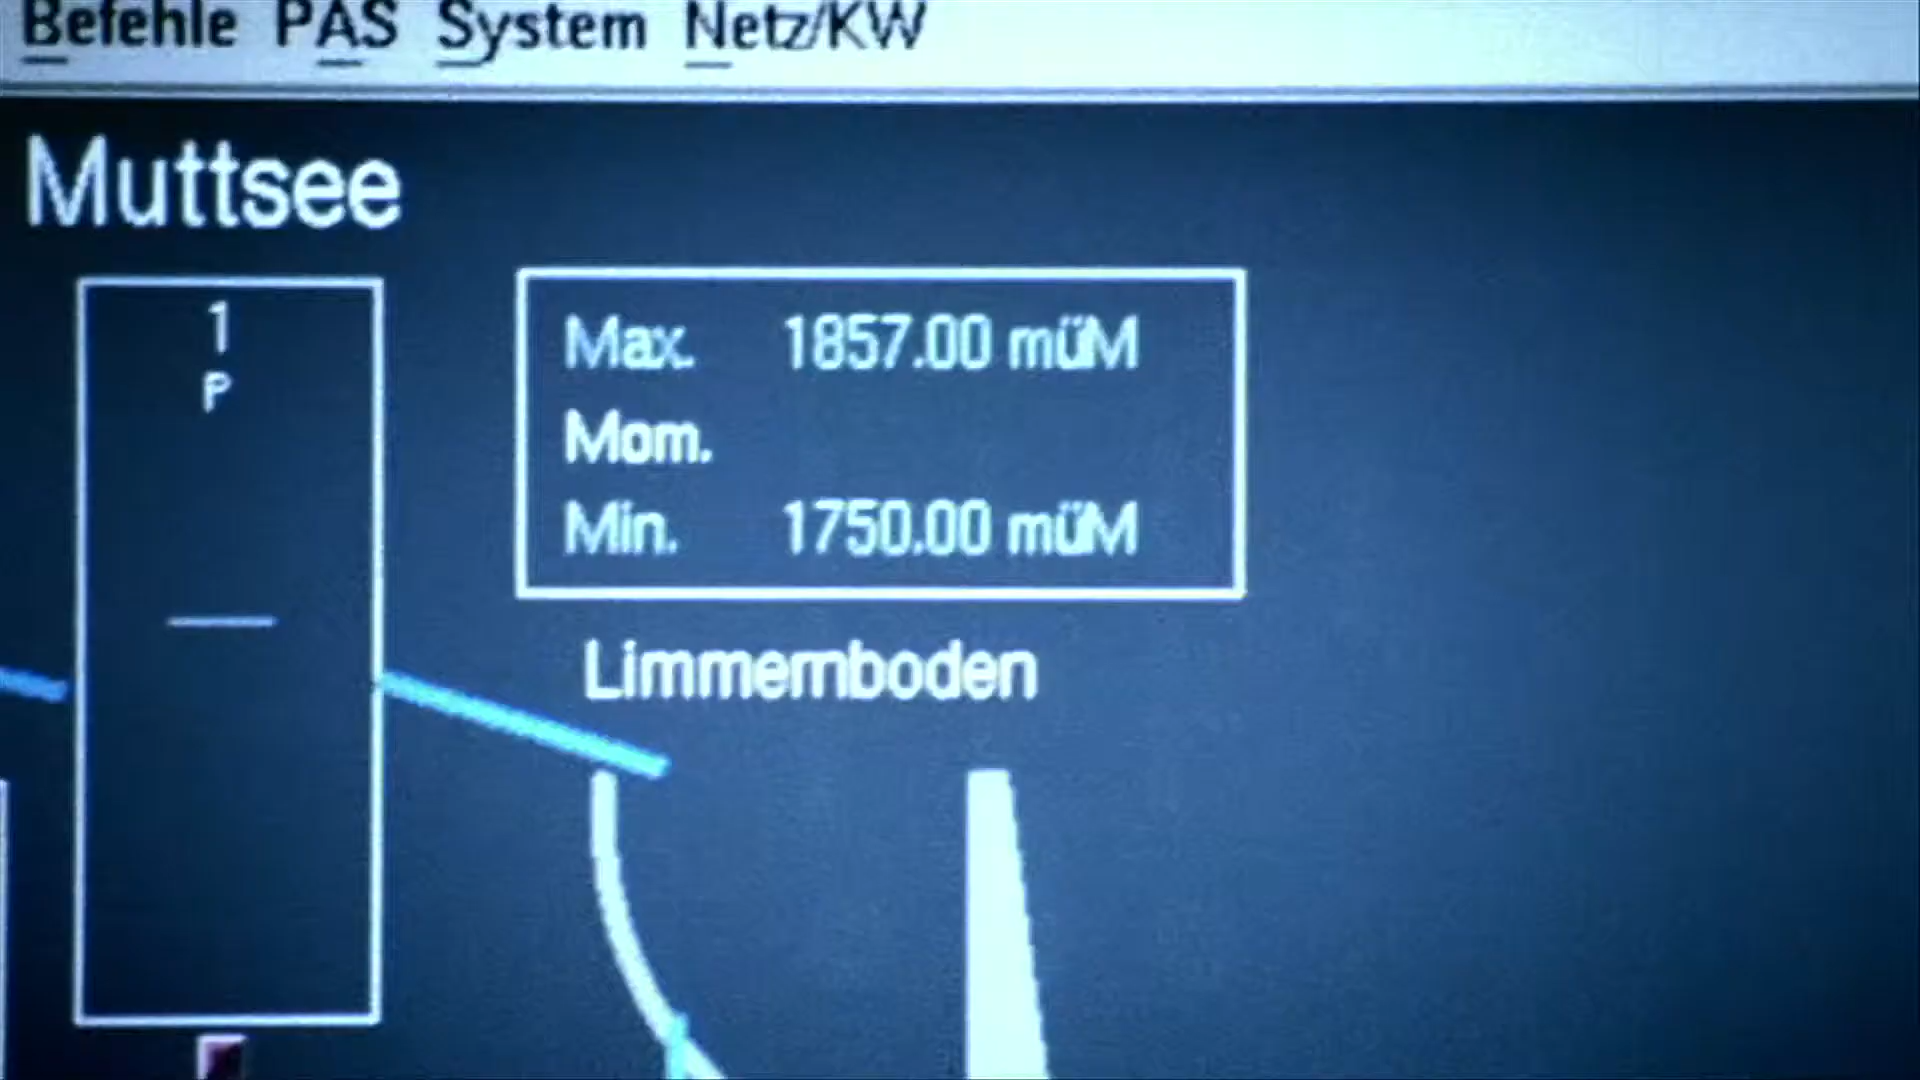 Befehle PAS System Netz/KW
Muttsee
1
P
Max. 1857.00 müM
Mom.
Min. 1750.00 müM
Limmernboden